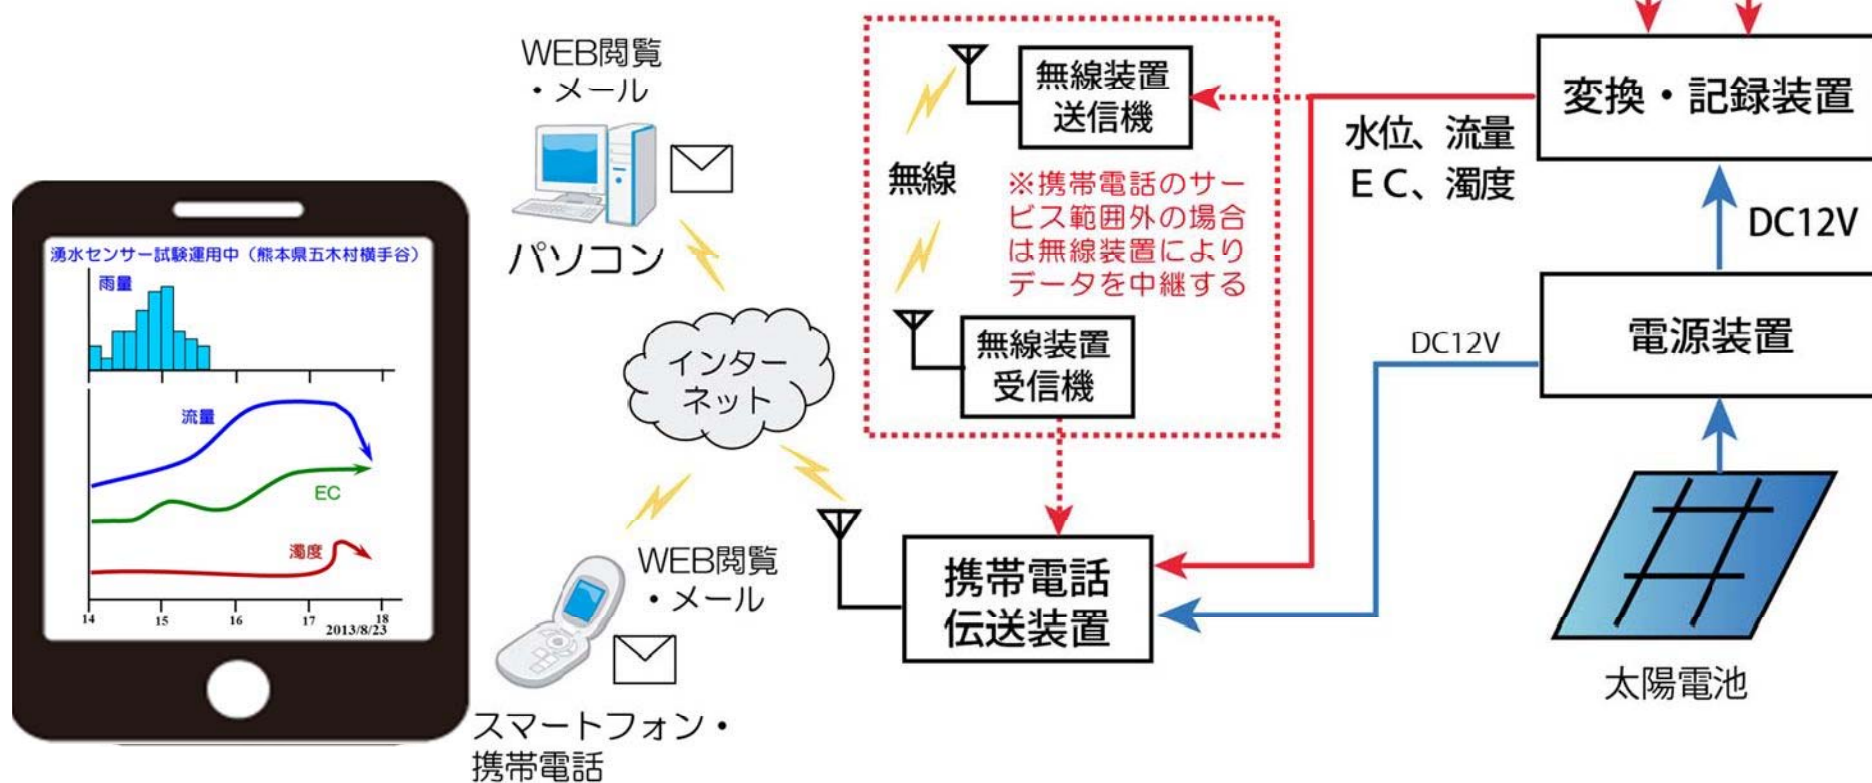 湧水センサー試験運用中（熊本県五木村横手谷）
雨量
流量
EC
濁度
14
15
16
17
18
2013/8/23
WEB閲覧
・メール
パソコン
インター
ネット
WEB閲覧
・メール
スマートフォン・
携帯電話
無線装置
送信機
無線
※携帯電話のサー
ビス範囲外の場合
は無線装置により
データを中継する
無線装置
受信機
携帯電話
伝送装置
変換・記録装置
水位、流量
ＥＣ、濁度
DC12V
電源装置
DC12V
太陽電池